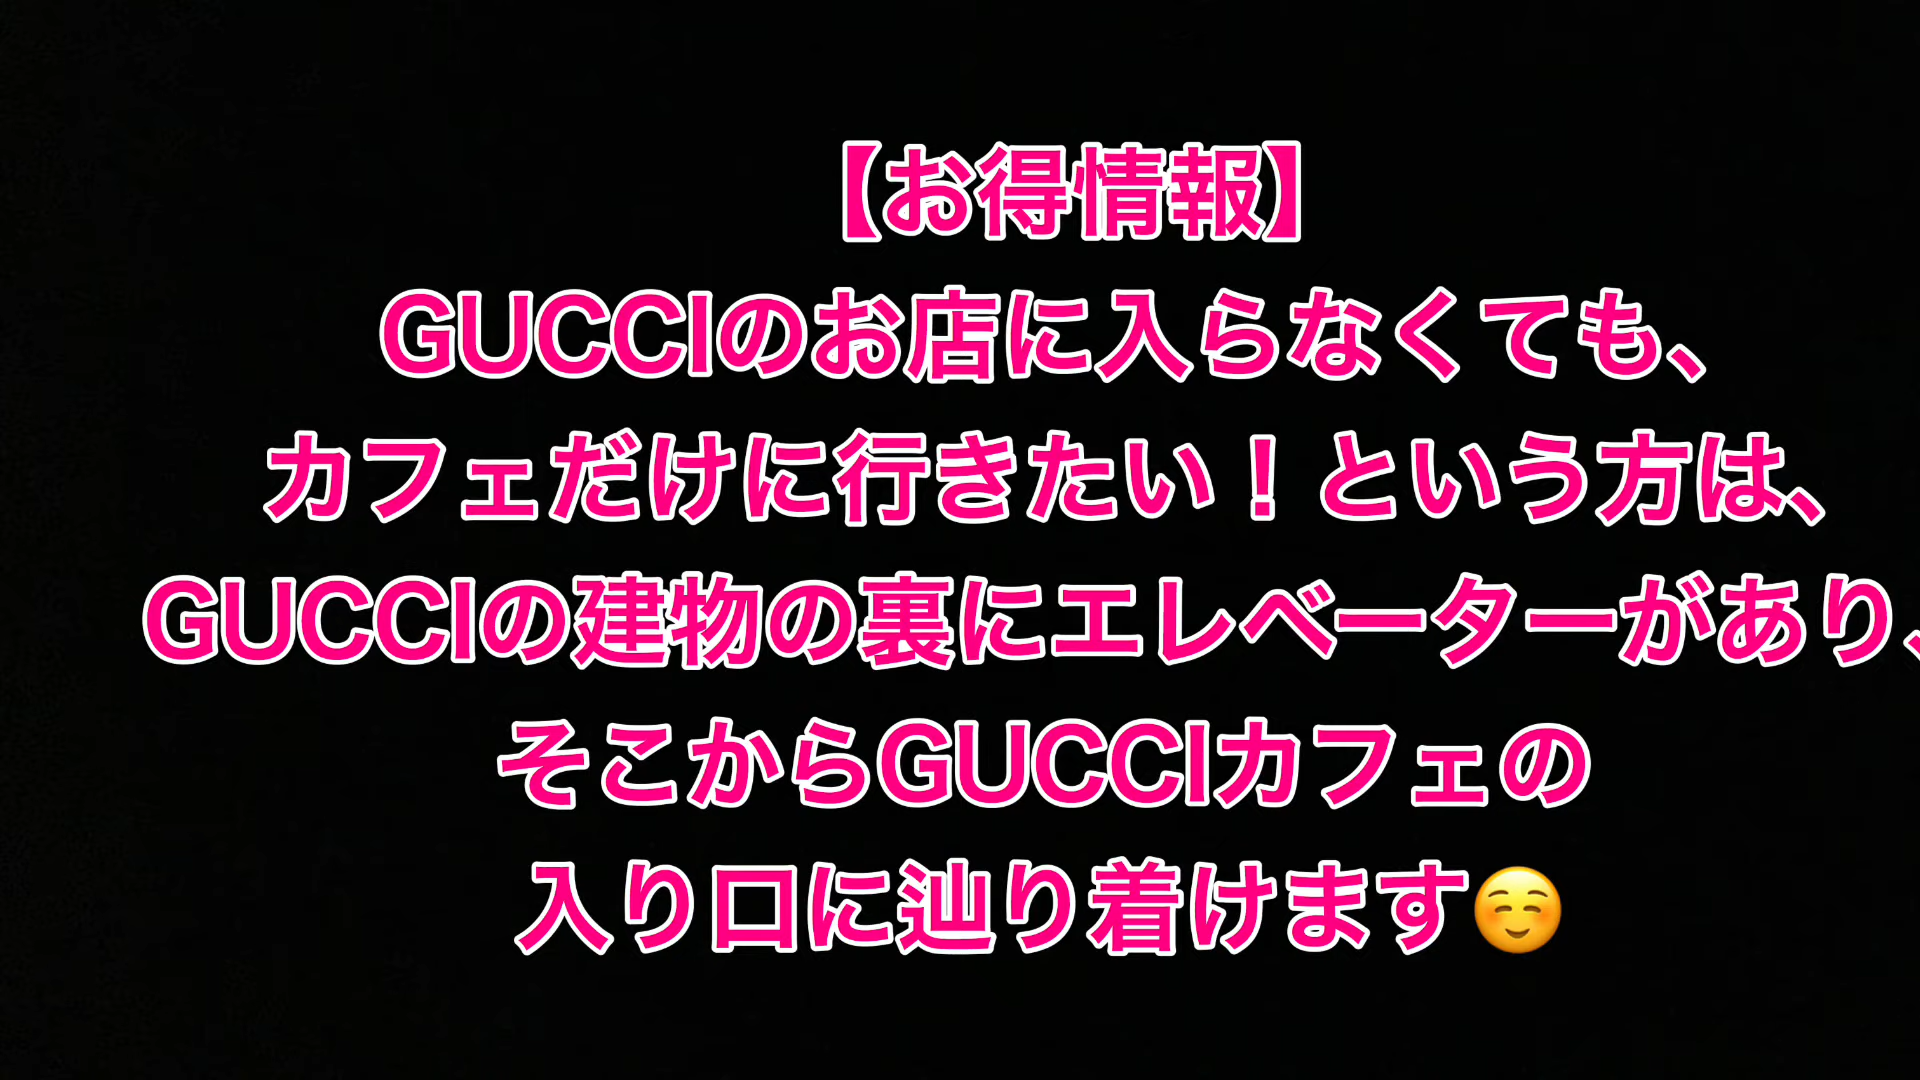 【お得情報】
GUCCIのお店に入らなくても、
カフェだけに行きたい！という方は、
GUCCIの建物の裏にエレベーターがあり、
そこからGUCCIカフェの
入り口に辿り着けます☺️